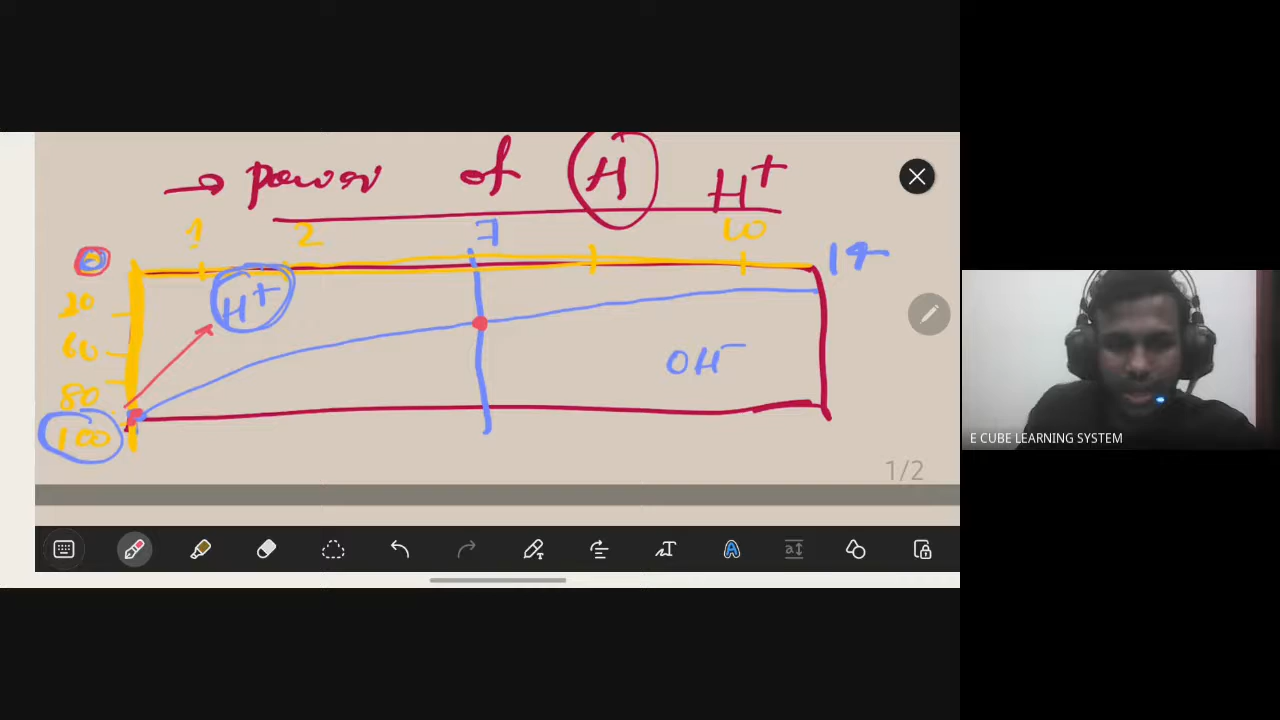 → power of H H+
1 2 7 10
0 14
20 H+
60 OH-
80
100
1/2
E CUBE LEARNING SYSTEM